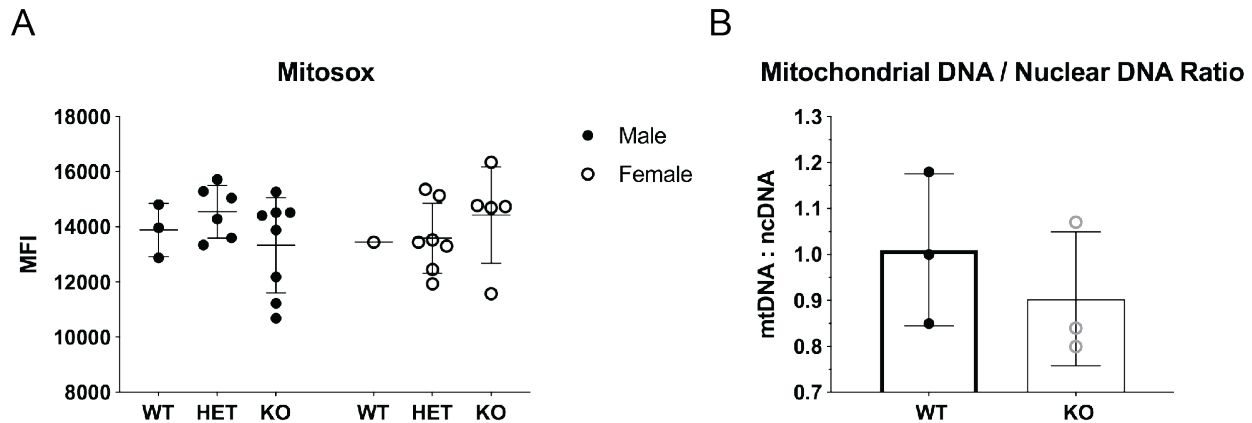 A
Mitosox
18000
16000
14000
12000
10000
8000
MFI
WT HET KO WT HET KO
Male
Female
B
Mitochondrial DNA / Nuclear DNA Ratio
1.3
1.2
1.1
1.0
0.9
0.8
0.7
mtDNA : ncDNA
WT KO